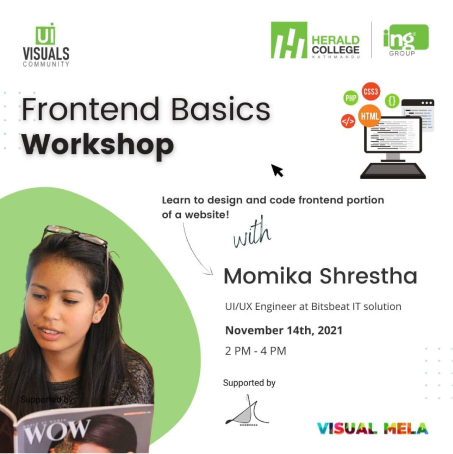 ui
VISUALS
COMMUNITY
HERALD
COLLEGE
KATHMANDU
ing
GROUP
Frontend Basics
Workshop
PHP
CSS3
{}
</>
HTML
Learn to design and code frontend portion
of a website!
with
Momika Shrestha
UI/UX Engineer at Bitsbeat IT solution
November 14th, 2021
2 PM - 4 PM
Supported by
Supported by
WOW
VISUAL MELA